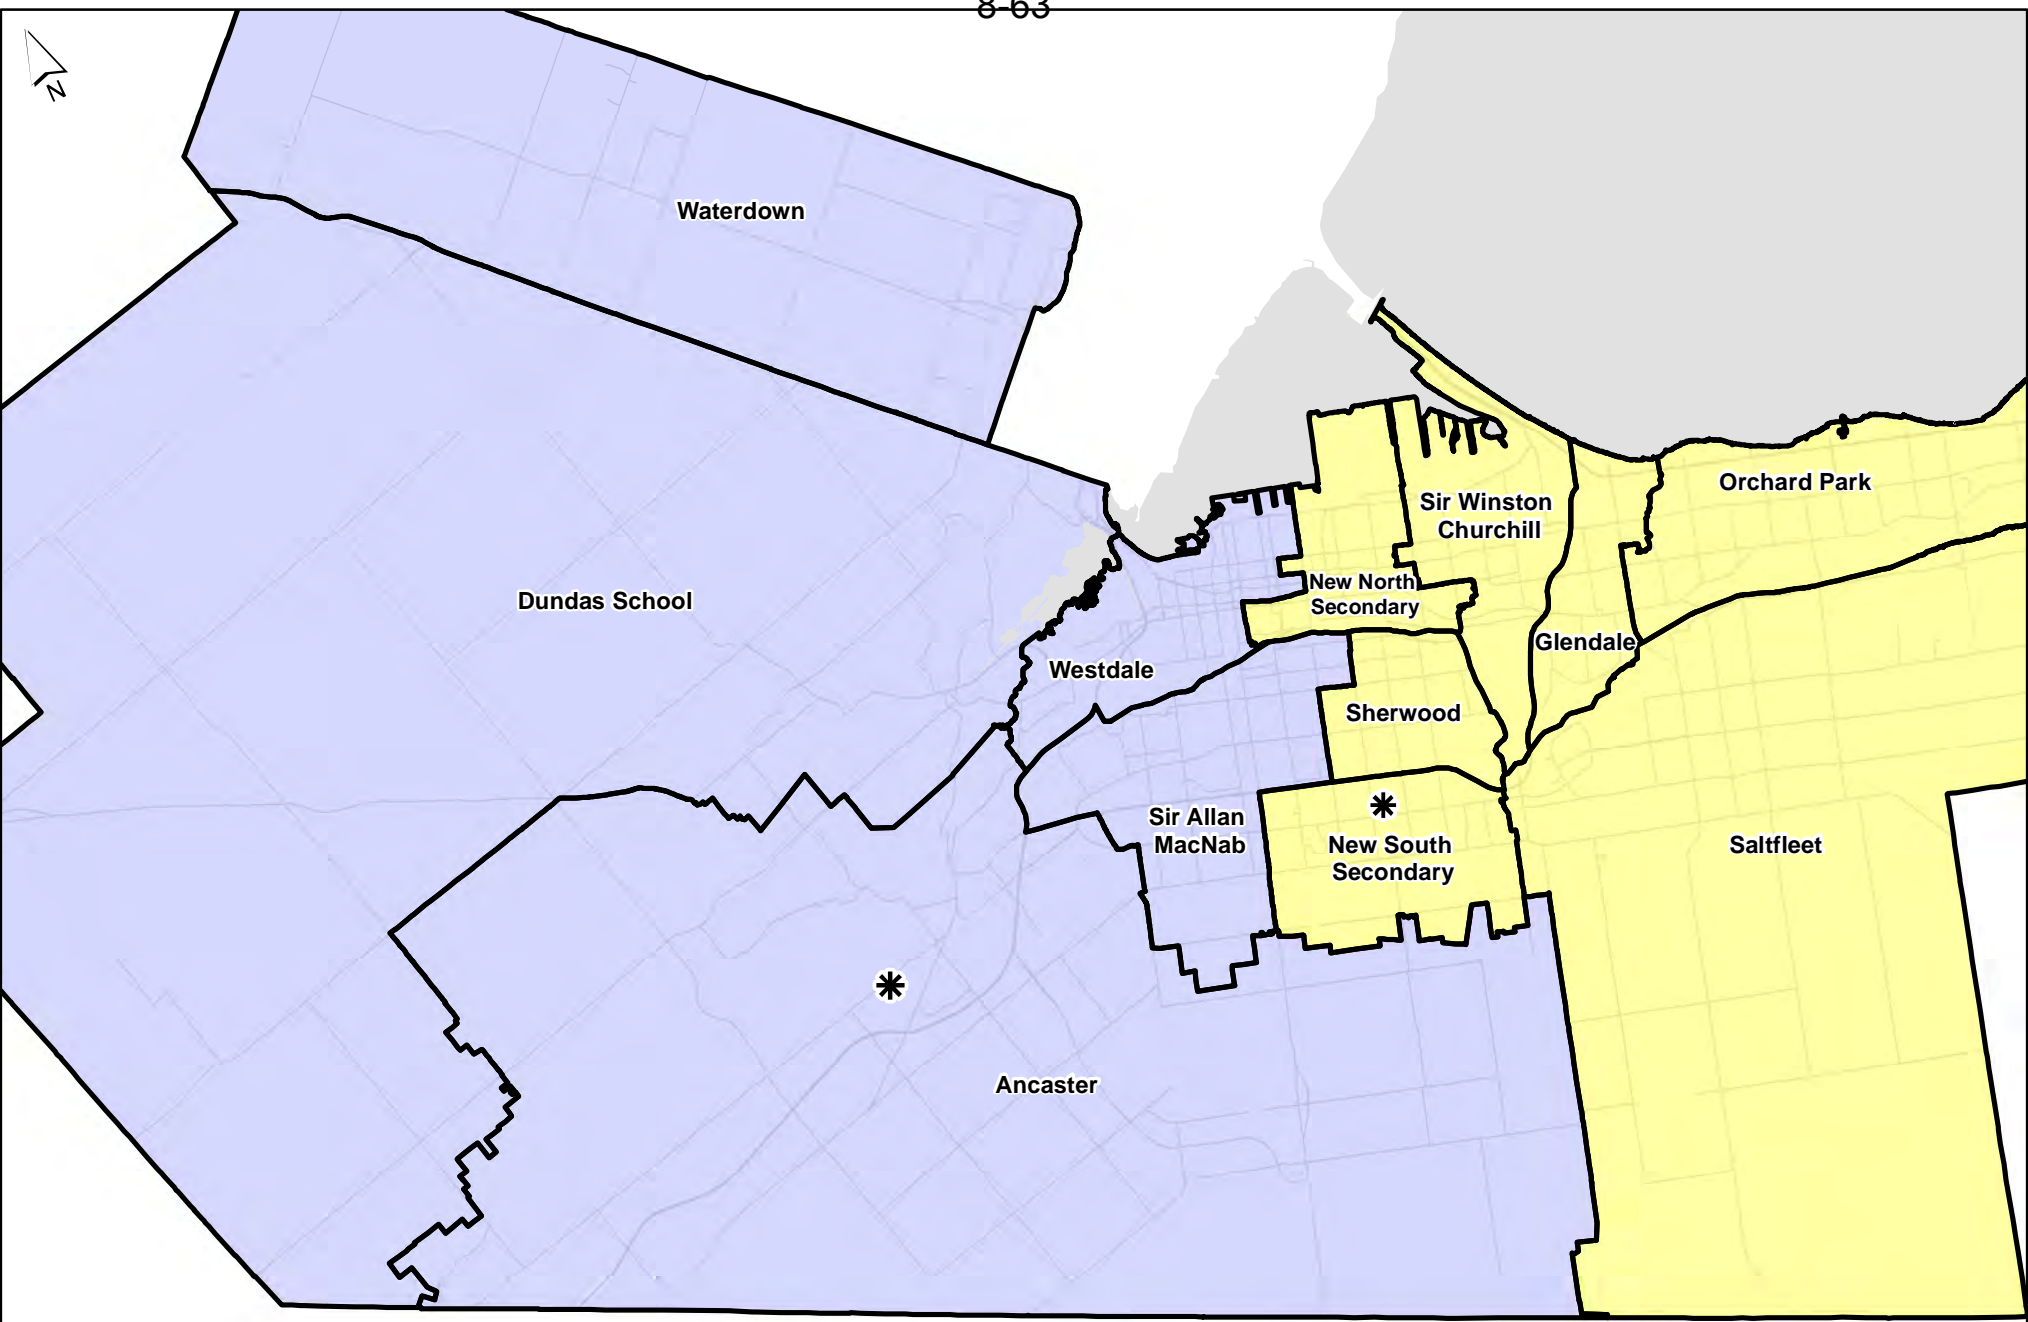 8-63
N
Waterdown
Orchard Park
Sir Winston
Churchill
New North
Secondary
Dundas School
Glendale
Westdale
Sherwood
Sir Allan
MacNab
New South
Secondary
Saltfleet
Ancaster